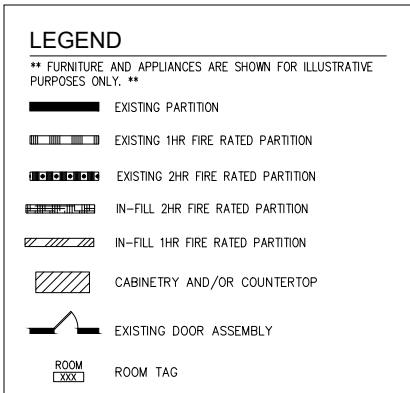 LEGEND
** FURNITURE AND APPLIANCES ARE SHOWN FOR ILLUSTRATIVE
PURPOSES ONLY. **
EXISTING PARTITION
EXISTING 1HR FIRE RATED PARTITION
EXISTING 2HR FIRE RATED PARTITION
IN-FILL 2HR FIRE RATED PARTITION
IN-FILL 1HR FIRE RATED PARTITION
CABINETRY AND/OR COUNTERTOP
EXISTING DOOR ASSEMBLY
ROOM
XXX
ROOM TAG